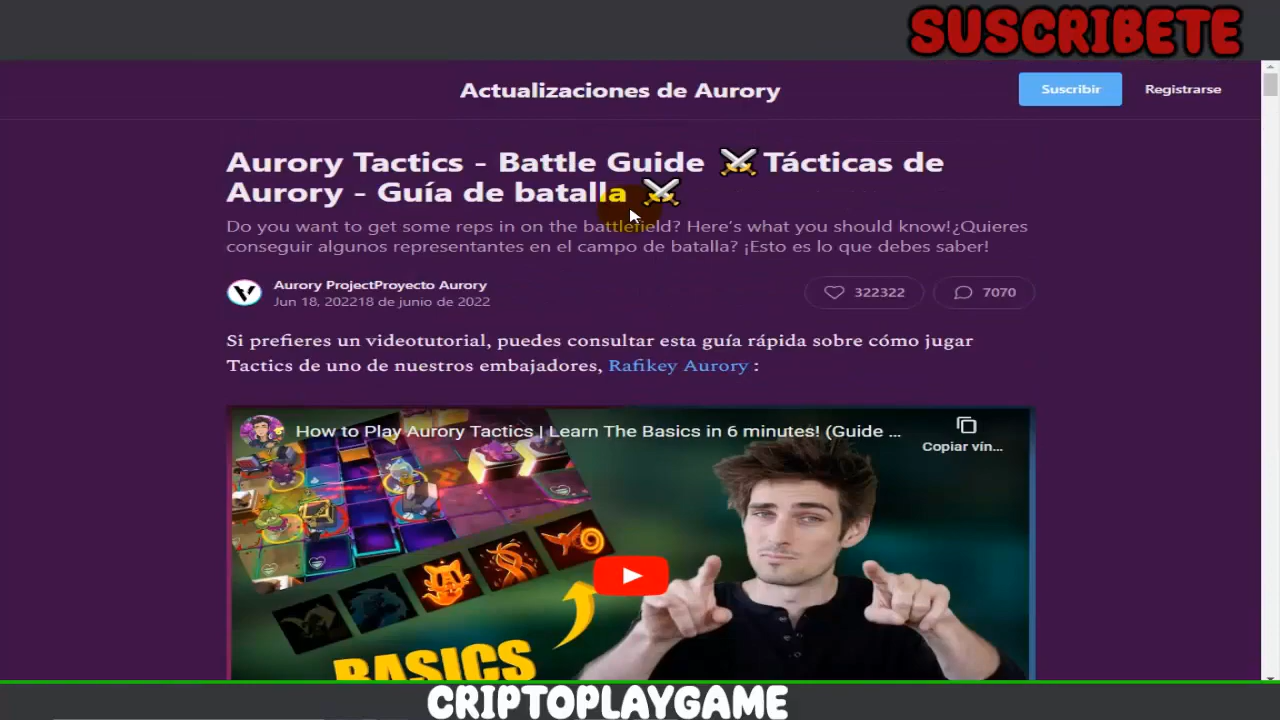 SUSCRIBETE
Actualizaciones de Aurory
Suscribir
Registrarse
Aurory Tactics - Battle Guide ⚔️Tácticas de
Aurory - Guía de batalla ⚔️
Do you want to get some reps in on the battlefield? Here's what you should know!¿Quieres
conseguir algunos representantes en el campo de batalla? ¡Esto es lo que debes saber!
Aurory ProjectProyecto Aurory
Jun 18, 202218 de junio de 2022
322322
7070
Si prefieres un videotutorial, puedes consultar esta guía rápida sobre cómo jugar
Tactics de uno de nuestros embajadores, Rafikey Aurory :
How to Play Aurory Tactics | Learn The Basics in 6 minutes! (Guide ...
Copiar vín...
BASICS
CRIPTOPLAYGAME